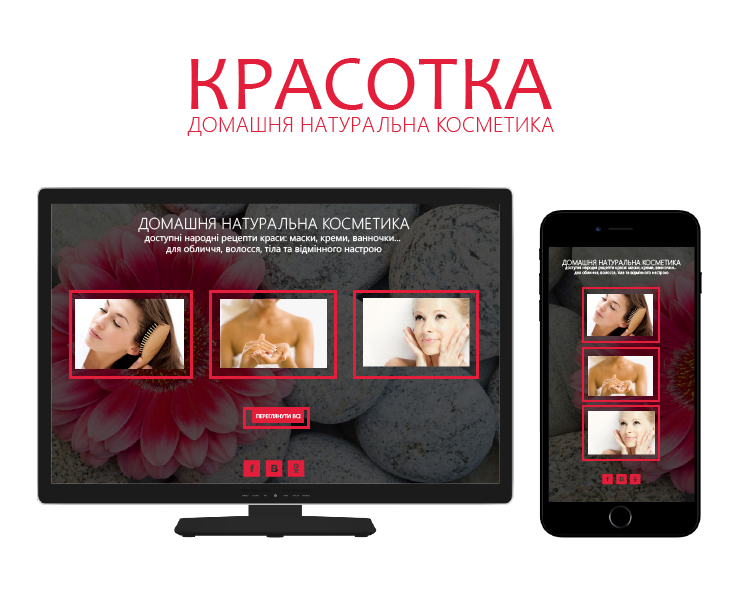 КРАСОТКА
ДОМАШНЯ НАТУРАЛЬНА КОСМЕТИКА
ДОМАШНЯ НАТУРАЛЬНА КОСМЕТИКА
доступні народні рецепти краси: маски, креми, ванночки...
для обличчя, волосся, тіла та відмінного настрою
ПЕРЕГЛЯНУТИ ВСІ
ДОМАШНЯ НАТУРАЛЬНА КОСМЕТИКА
доступні народні рецепти краси: маски, креми, ванночки...
для обличчя, волосся, тіла та відмінного настрою